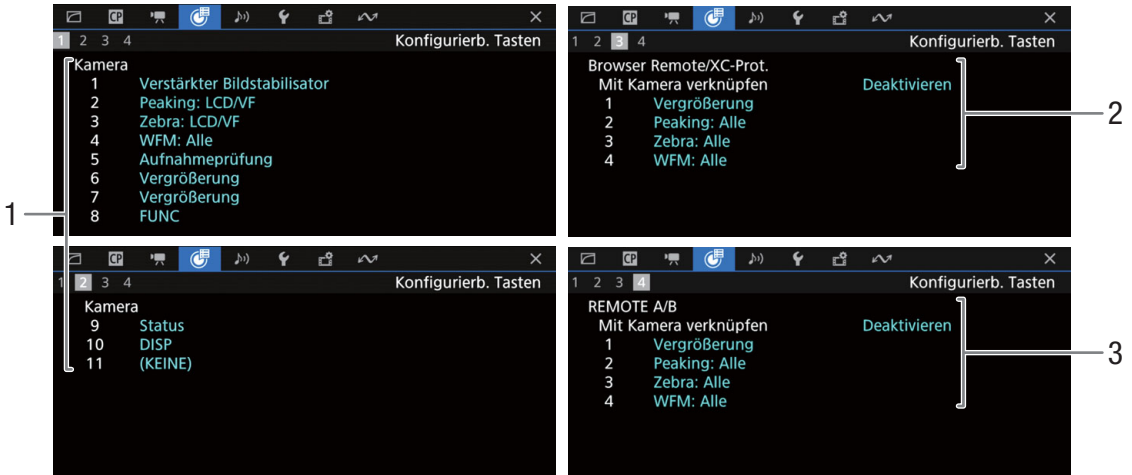 CP
1 2 3 4 Konfigurierb. Tasten
Kamera
1 Verstärkter Bildstabilisator
2 Peaking: LCD/VF
3 Zebra: LCD/VF
4 WFM: Alle
5 Aufnahmeprüfung
6 Vergrößerung
7 Vergrößerung
8 FUNC
1
CP
1 2 3 4 Konfigurierb. Tasten
Kamera
9 Status
10 DISP
11 (KEINE)
CP
1 2 3 4 Konfigurierb. Tasten
Browser Remote/XC-Prot.
Mit Kamera verknüpfen Deaktivieren
1 Vergrößerung
2 Peaking: Alle
3 Zebra: Alle
4 WFM: Alle
2
CP
1 2 3 4 Konfigurierb. Tasten
REMOTE A/B
Mit Kamera verknüpfen Deaktivieren
1 Vergrößerung
2 Peaking: Alle
3 Zebra: Alle
4 WFM: Alle
3